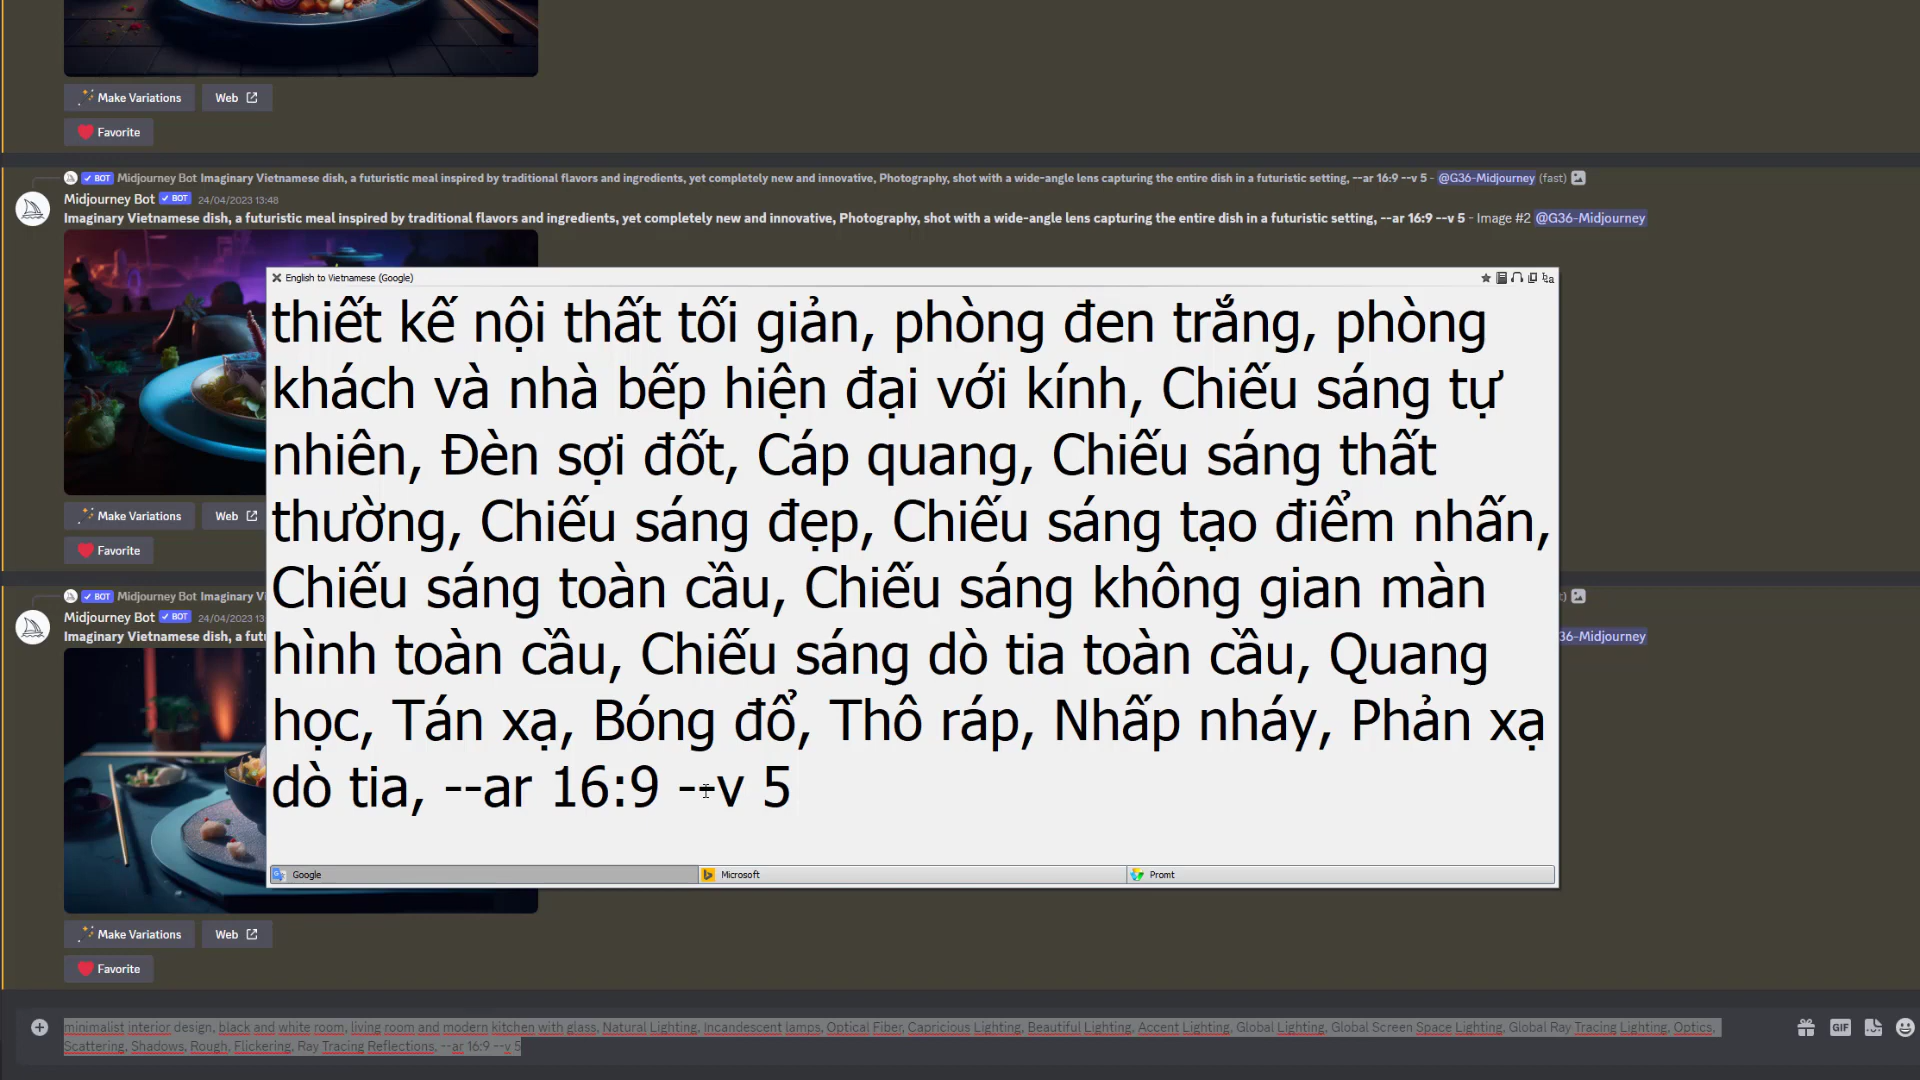 Make Variations Web
Favorite
BOT Midjourney Bot Imaginary Vietnamese dish, a futuristic meal inspired by traditional flavors and ingredients, yet completely new and innovative, Photography, shot with a wide-angle lens capturing the entire dish in a futuristic setting, --ar 16:9 --v 5 - @G36-Midjourney (fast)
Midjourney Bot BOT 24/04/2023 13:48
Imaginary Vietnamese dish, a futuristic meal inspired by traditional flavors and ingredients, yet completely new and innovative, Photography, shot with a wide-angle lens capturing the entire dish in a futuristic setting, --ar 16:9 --v 5 - Image #2 @G36-Midjourney
English to Vietnamese (Google)
thiết kế nội thất tối giản, phòng đen trắng, phòng
khách và nhà bếp hiện đại với kính, Chiếu sáng tự
nhiên, Đèn sợi đốt, Cáp quang, Chiếu sáng thất
thường, Chiếu sáng đẹp, Chiếu sáng tạo điểm nhấn,
Chiếu sáng toàn cầu, Chiếu sáng không gian màn
hình toàn cầu, Chiếu sáng dò tia toàn cầu, Quang
học, Tán xạ, Bóng đổ, Thô ráp, Nhấp nháy, Phản xạ
dò tia, --ar 16:9 --v 5
Google Microsoft Promt
Make Variations Web
Favorite
BOT Midjourney Bot Imaginary Vi
Midjourney Bot BOT 24/04/2023 13
Imaginary Vietnamese dish, a fut 36-Midjourney
Make Variations Web
Favorite
minimalist interior design, black and white room, living room and modern kitchen with glass, Natural Lighting, Incandescent lamps, Optical Fiber, Capricious Lighting, Beautiful Lighting, Accent Lighting, Global Lighting, Global Screen Space Lighting, Global Ray Tracing Lighting, Optics,
Scattering, Shadows, Rough, Flickering, Ray Tracing Reflections, --ar 16:9 --v 5
GIF